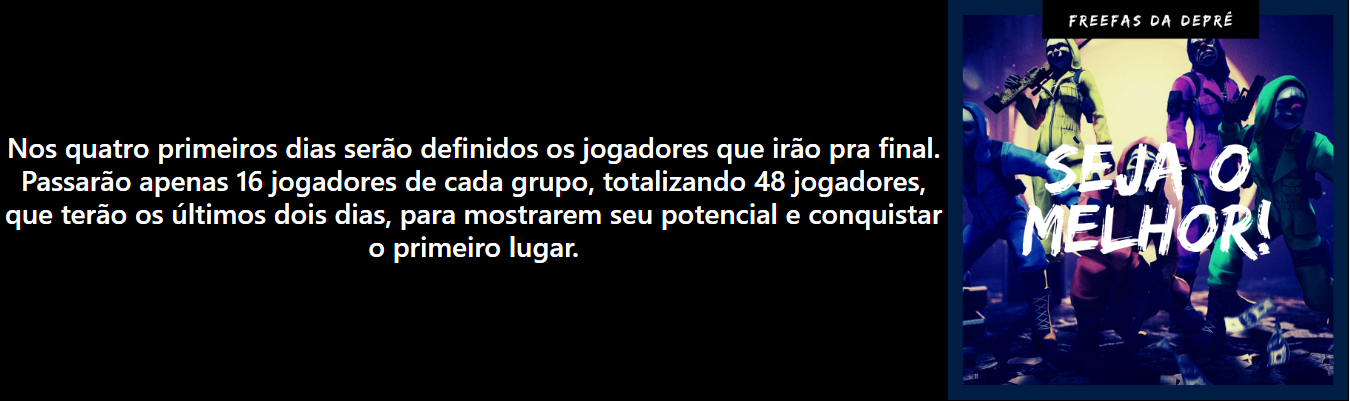 Nos quatro primeiros dias serão definidos os jogadores que irão pra final.
Passarão apenas 16 jogadores de cada grupo, totalizando 48 jogadores,
que terão os últimos dois dias, para mostrarem seu potencial e conquistar
o primeiro lugar.
FREEFAS DA DEPRÊ
SEJA O
MELHOR!